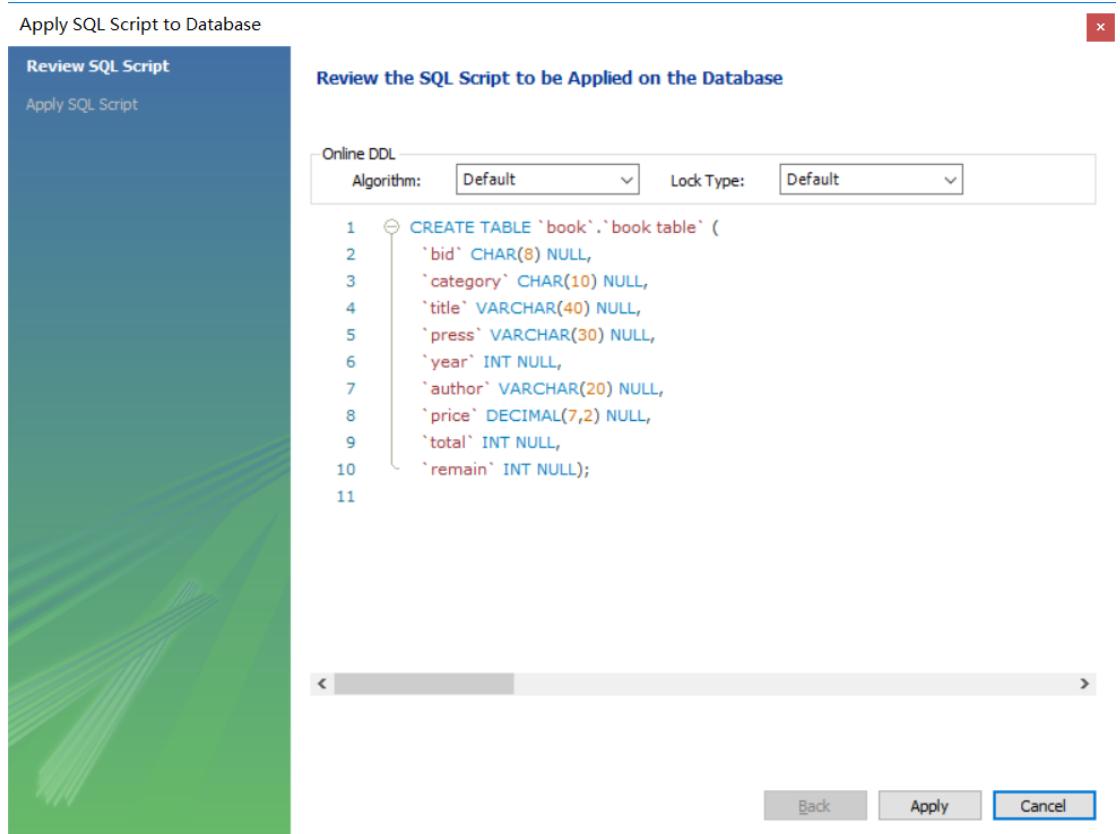 Apply SQL Script to Database
Review SQL Script
Apply SQL Script
Review the SQL Script to be Applied on the Database
Online DDL
Algorithm: Default Lock Type: Default
1 CREATE TABLE `book`.`book table` (
2 `bid` CHAR(8) NULL,
3 `category` CHAR(10) NULL,
4 `title` VARCHAR(40) NULL,
5 `press` VARCHAR(30) NULL,
6 `year` INT NULL,
7 `author` VARCHAR(20) NULL,
8 `price` DECIMAL(7,2) NULL,
9 `total` INT NULL,
10 `remain` INT NULL);
11
Back Apply Cancel